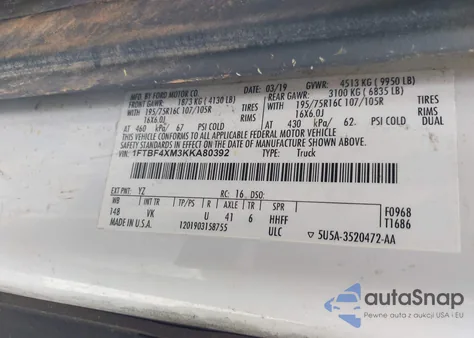 MFD. BY FORD MOTOR CO.
DATE: 03/19 GVWR: 4513 KG ( 9950 LB)
FRONT GAWR: 1873 KG ( 4130 LB) REAR GAWR: 3100 KG ( 6835 LB)
195/75R16C 107/105R TIRES 195/75R16C 107/105R TIRES
16X6.0J RIMS 16X6.0J RIMS
AT 460 kPa/ 67 PSI COLD AT 430 kPa/ 62 PSI COLD DUAL
THIS VEHICLE CONFORMS TO ALL APPLICABLE FEDERAL MOTOR VEHICLE
SAFETY STANDARDS IN EFFECT ON THE DATE OF MANUFACTURE SHOWN ABOVE.
VIN: 1FTBF4XM3KKA80392 TYPE: Truck
EXT PNT: YZ RC: 16 DSO:
WB INT TR TP/PS R AXLE TR
148 VK U 41 6 HHFF
MADE IN U.S.A. 1201903158755 ULC
F0968
T1686
5U5A-3520472-AA
autoSnap
Pewne auta z aukcji USA i EU